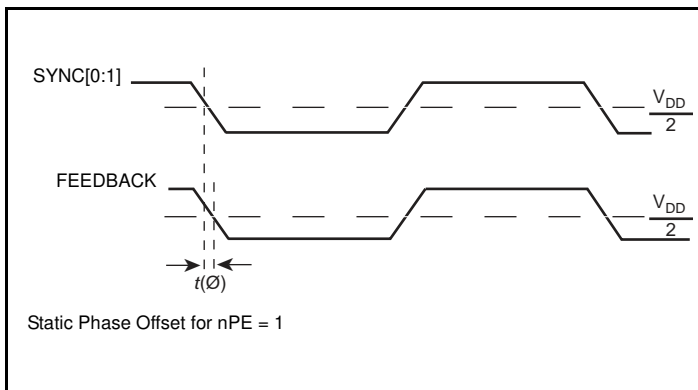 SYNC[0:1]
V_DD
2
FEEDBACK
V_DD
2
t(Ø)
Static Phase Offset for nPE = 1